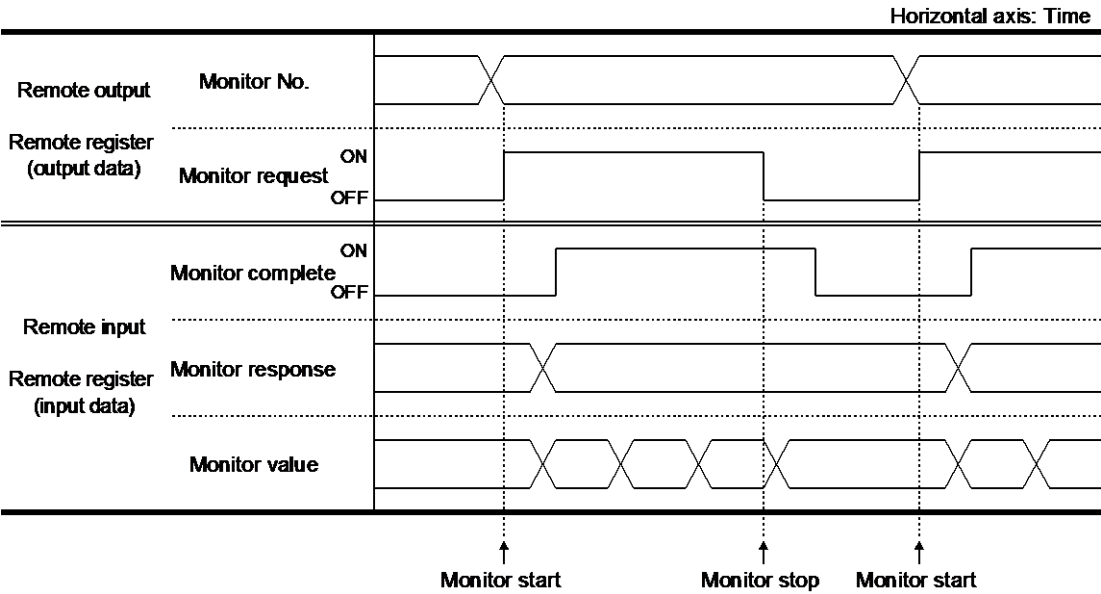 Horizontal axis: Time
Remote output
Monitor No.
Remote register
(output data)
Monitor request
ON
OFF
Monitor complete
ON
OFF
Remote input
Monitor response
Remote register
(input data)
Monitor value
Monitor start
Monitor stop
Monitor start